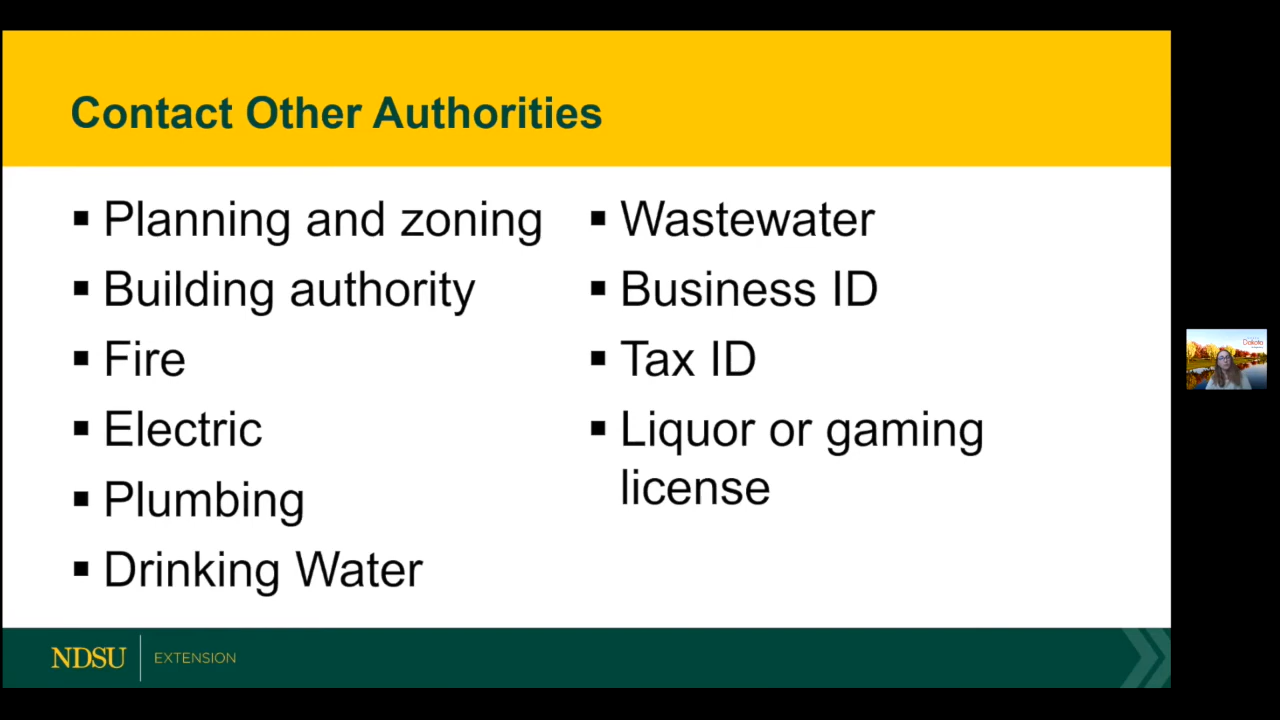 Contact Other Authorities
▪ Planning and zoning
▪ Building authority
▪ Fire
▪ Electric
▪ Plumbing
▪ Drinking Water
▪ Wastewater
▪ Business ID
▪ Tax ID
▪ Liquor or gaming
license
NDSU
EXTENSION
Dakota